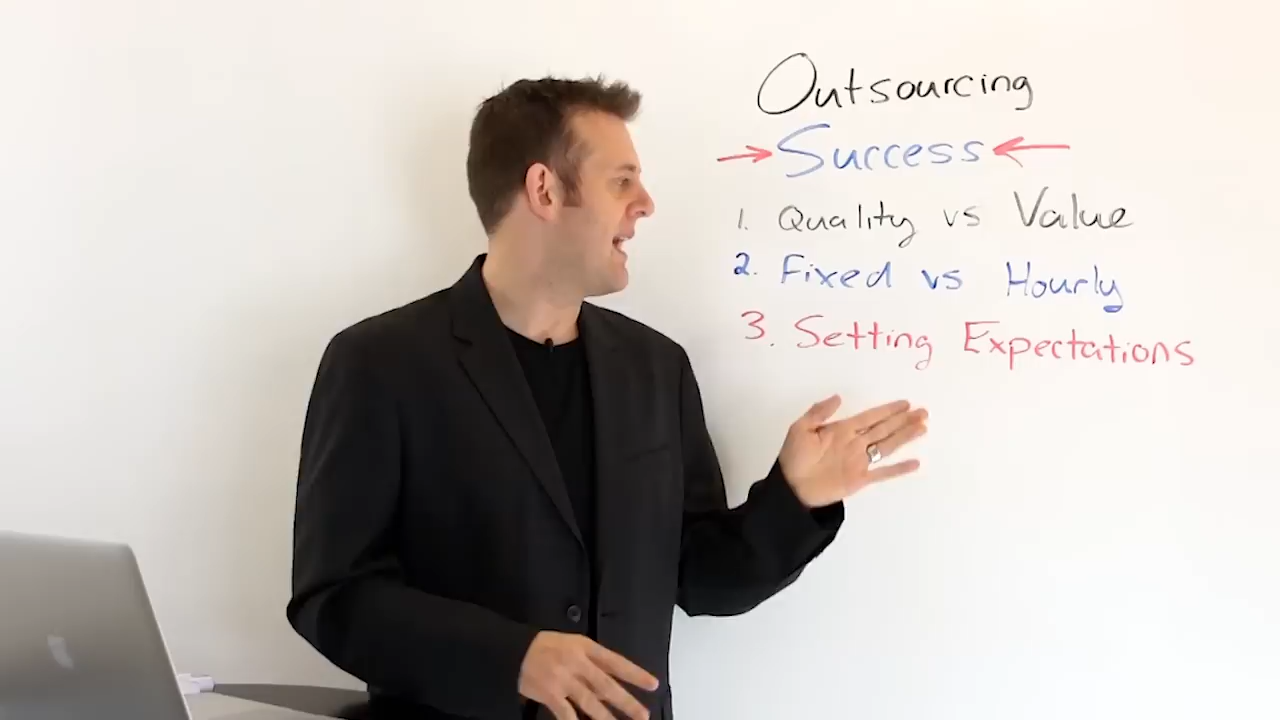 Outsourcing
→ Success ←
1. Quality vs Value
2. Fixed vs Hourly
3. Setting Expectations